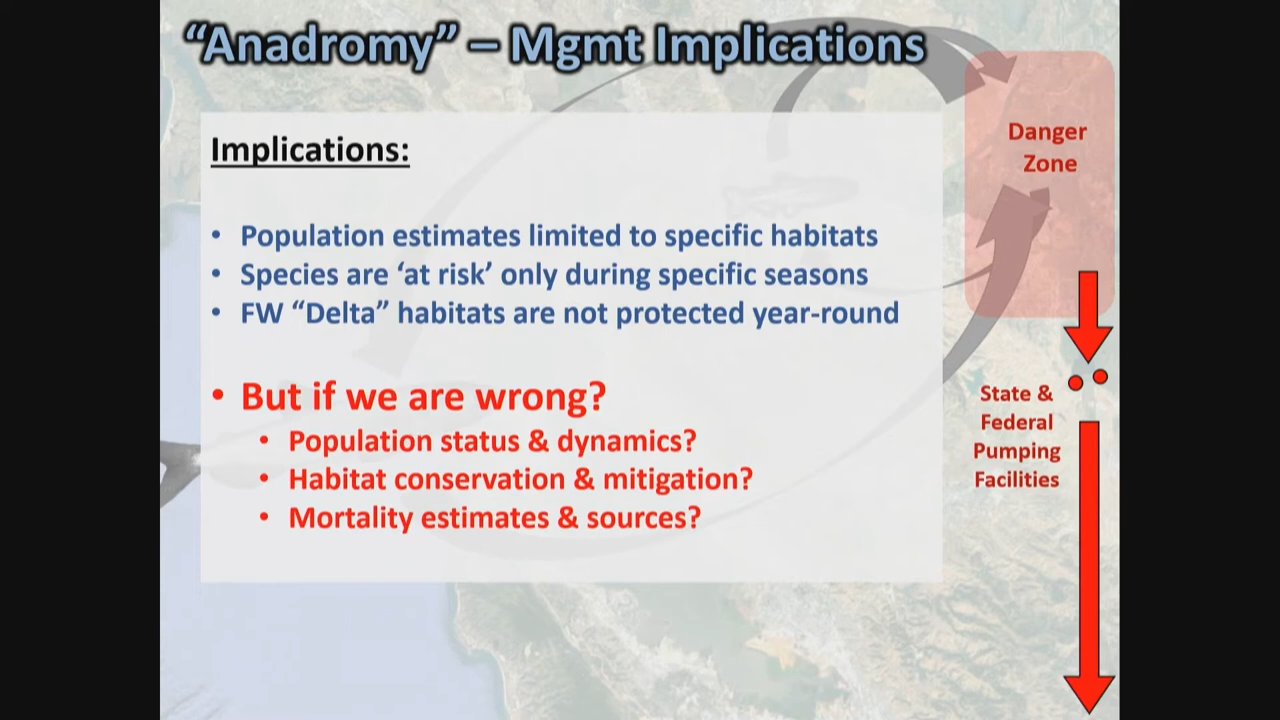 “Anadromy” – Mgmt Implications
Implications:
• Population estimates limited to specific habitats
• Species are ‘at risk’ only during specific seasons
• FW “Delta” habitats are not protected year-round
• But if we are wrong?
• Population status & dynamics?
• Habitat conservation & mitigation?
• Mortality estimates & sources?
Danger
Zone
State &
Federal
Pumping
Facilities